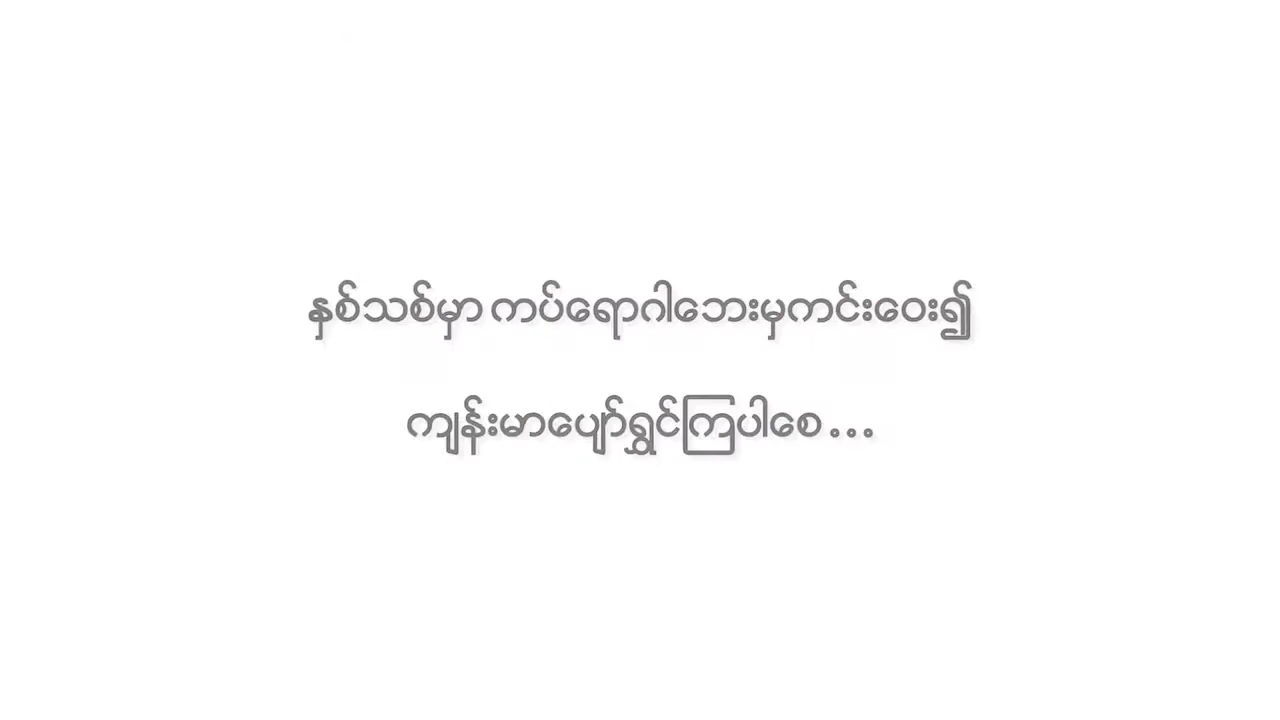 နှစ်သစ်မှာ ကပ်ရောဂါဘေးမှကင်းဝေး၍
ကျန်းမာပျော်ရွှင်ကြပါစေ...